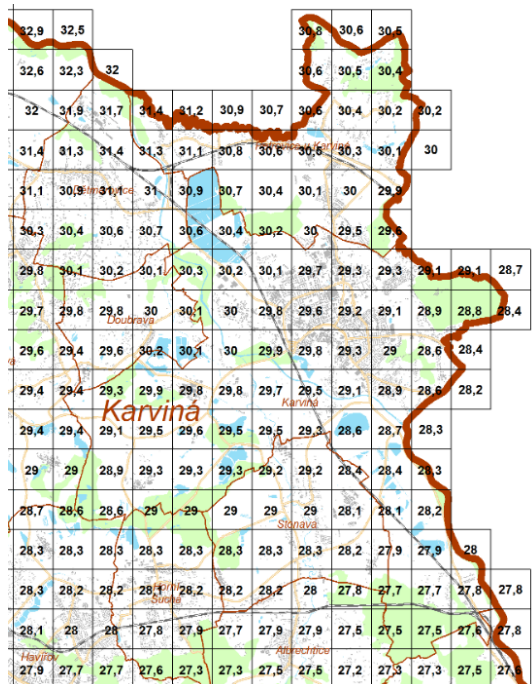 32,9 32,5 30,8 30,6 30,5
32,6 32,3 32 30,6 30,5 30,4
32 31,9 31,7 31,4 31,2 30,9 30,7 30,6 30,4 30,2 30,2
31,4 31,3 31,4 31,3 31,1 30,8 30,6 30,5 30,3 30,1 30
31,1 30,9 31,1 31 30,9 30,7 30,4 30,1 30 29,9
30,3 30,4 30,6 30,7 30,6 30,4 30,2 30 29,5 29,6
29,8 30,1 30,2 30,1 30,3 30,2 30,1 29,7 29,3 29,3 29,1 29,1 28,7
29,7 29,8 29,8 30 30,1 30 29,8 29,6 29,2 29,1 28,9 28,8 28,4
Doubrava
29,6 29,4 29,6 30,2 30,1 30 29,9 29,8 29,3 29 28,6 28,4
29,4 29,4 29,3 29,9 29,8 29,8 29,7 29,5 29,1 28,9 28,6 28,2
Karviná Karviná
29,4 29,4 29,1 29,5 29,6 29,5 29,5 29,3 28,6 28,7 28,3
29 29 28,9 29,3 29,3 29,3 29,2 29,2 28,4 28,4 28,3
28,7 28,6 28,6 29 29 29 29 29 28,1 28,1 28,2
Stonava
28,3 28,3 28,3 28,3 28,3 28,3 28,3 28,3 28,2 27,9 27,9 28
28,3 28,2 28,2 28,1 28,2 28,2 28,2 28 27,8 27,7 27,7 27,8 27,8
Horní
Suchá
28,1 28 28 27,8 27,9 27,7 27,9 27,9 27,5 27,5 27,5 27,6 27,8
Havířov Albrechtice
27,9 27,7 27,7 27,6 27,3 27,3 27,5 27,5 27,2 27,3 27,3 27,5 27,6